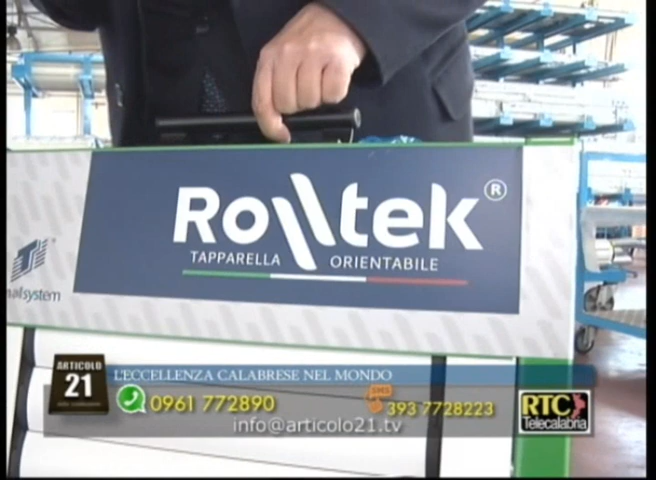 Rolltek®
TAPPARELLA ORIENTABILE
ARTICOLO
21
L'ECCELLENZA CALABRESE NEL MONDO
0961 772890
SMS
393 7728223
info@articolo21.tv
RTC
Telecalabria